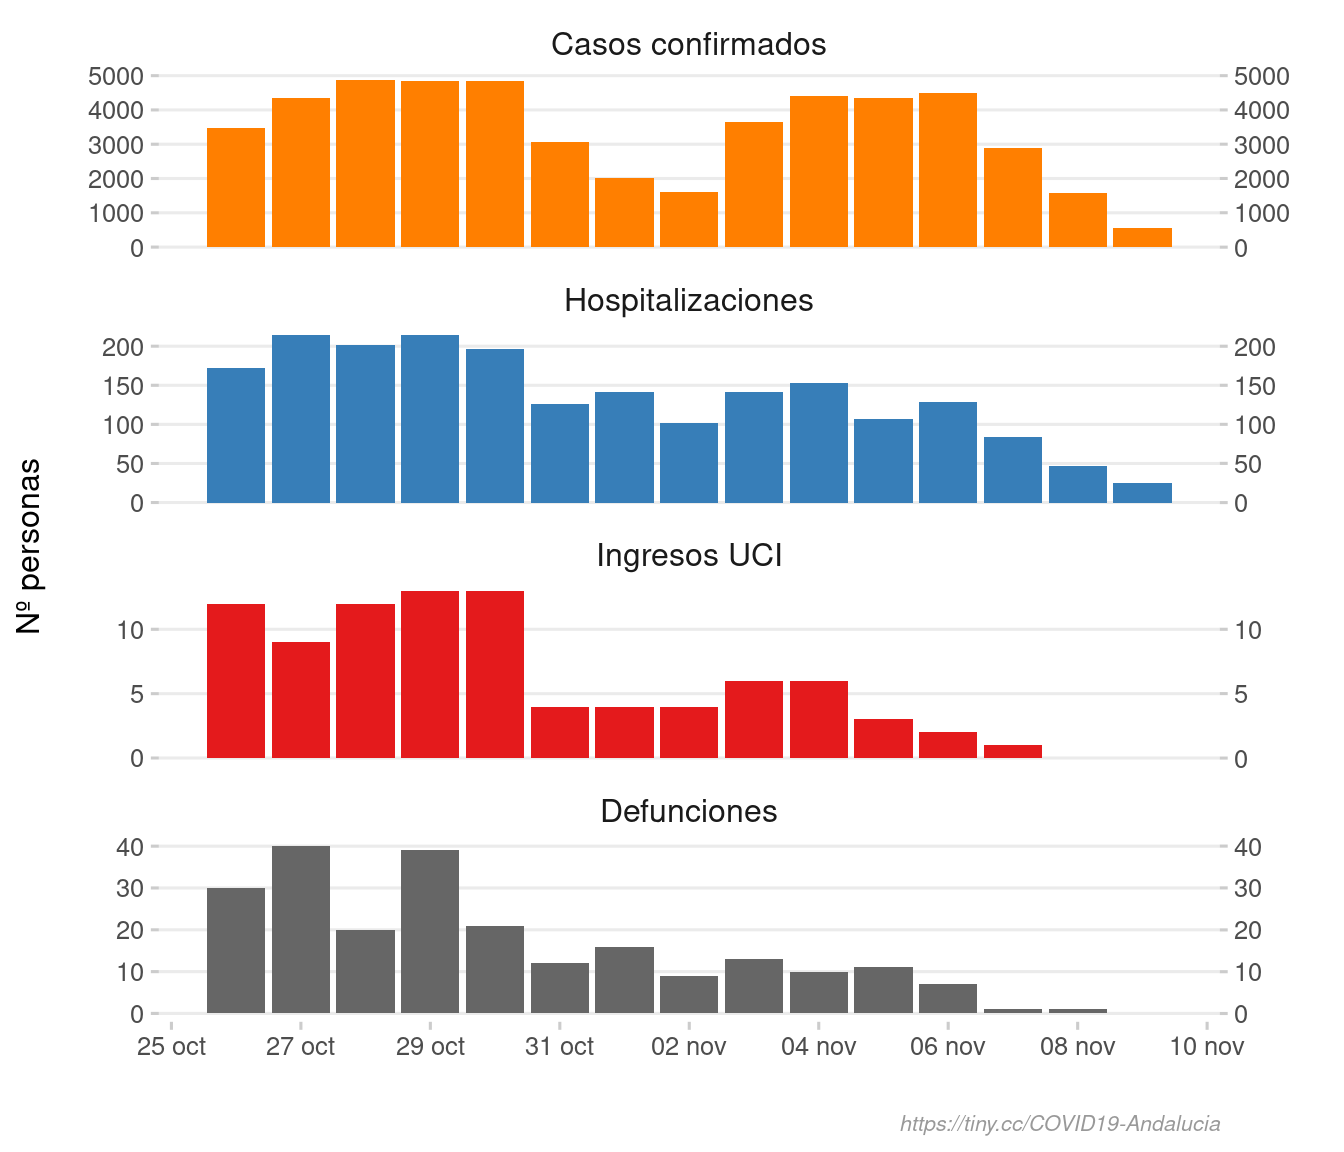 Casos confirmados
5000 5000
4000 4000
3000 3000
2000 2000
1000 1000
0 0
Hospitalizaciones
200 200
150 150
100 100
50 50
0 0
Nº personas
Ingresos UCI
10 10
5 5
0 0
Defunciones
40 40
30 30
20 20
10 10
0 0
25 oct 27 oct 29 oct 31 oct 02 nov 04 nov 06 nov 08 nov 10 nov
https://tiny.cc/COVID19-Andalucia